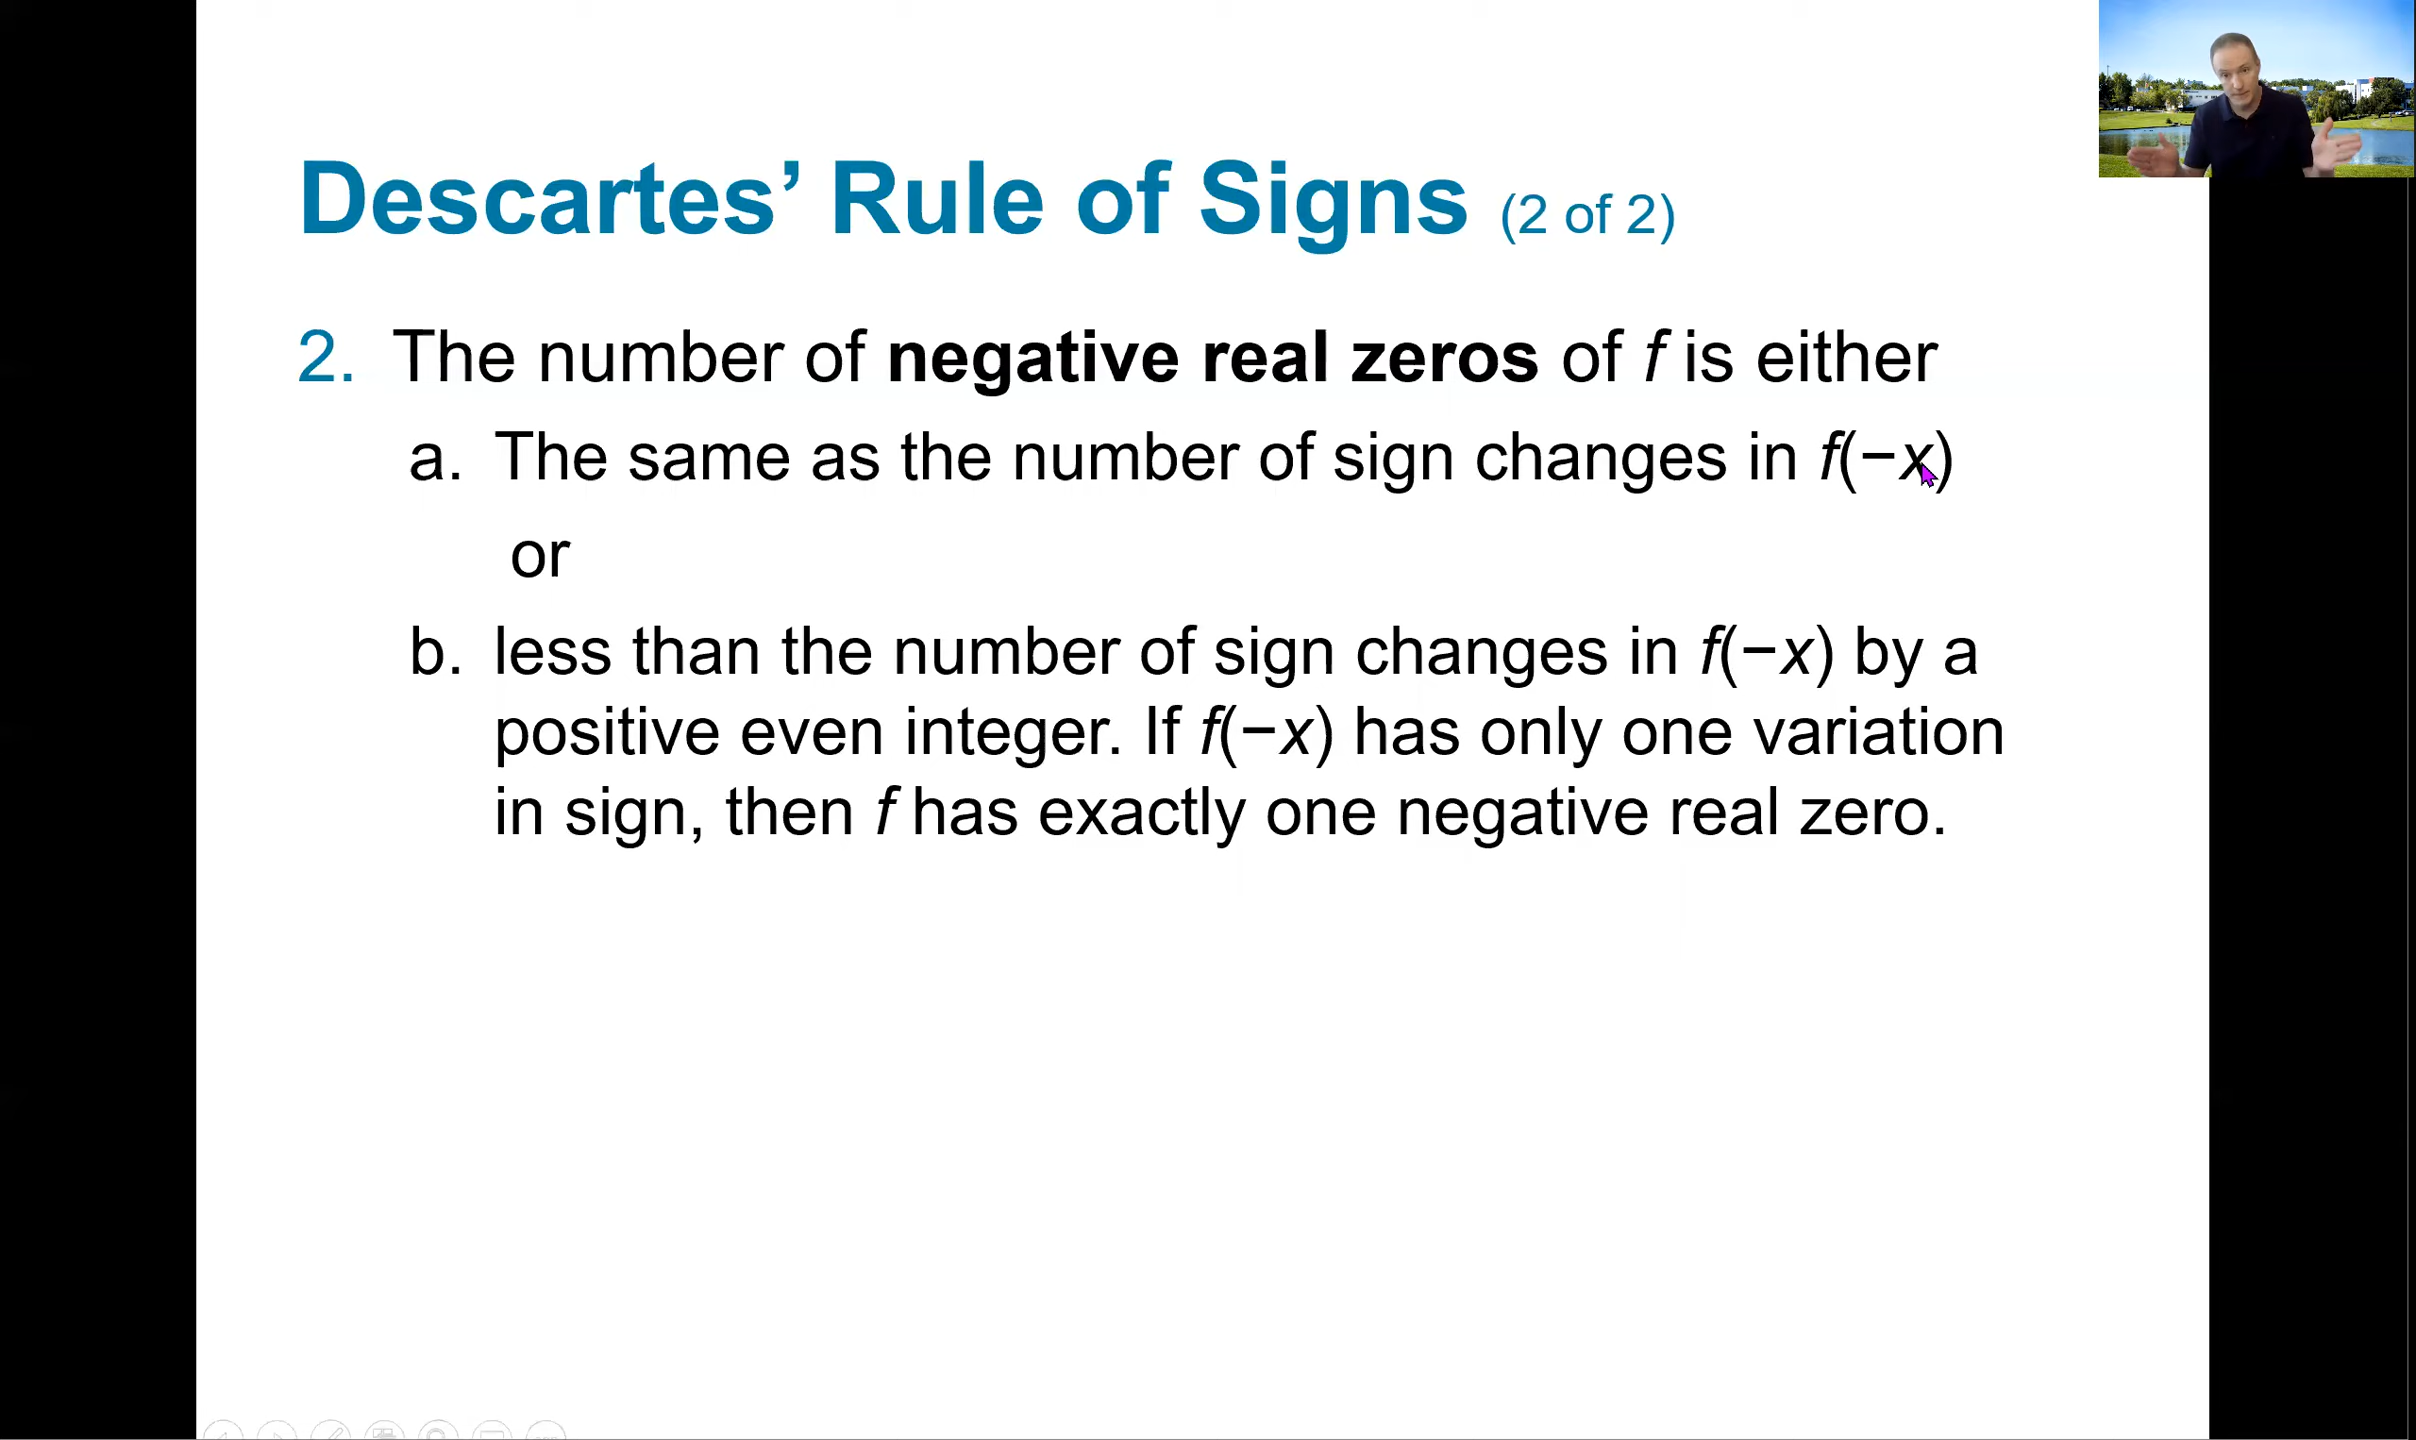 Descartes’ Rule of Signs (2 of 2)
2. The number of negative real zeros of f is either
a. The same as the number of sign changes in f(−x)
or
b. less than the number of sign changes in f(−x) by a
positive even integer. If f(−x) has only one variation
in sign, then f has exactly one negative real zero.